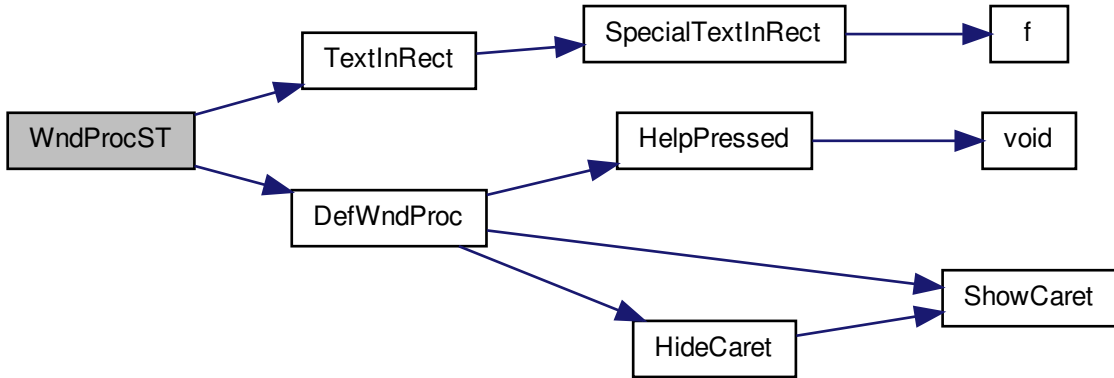 WndProcST
TextInRect
SpecialTextInRect
f
DefWndProc
HelpPressed
void
HideCaret
ShowCaret